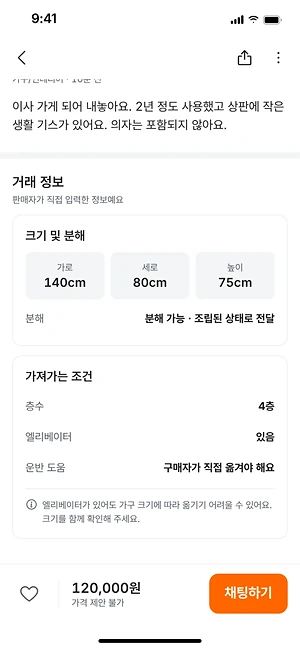 9:41
이사 가게 되어 내놓아요. 2년 정도 사용했고 상판에 작은
생활 기스가 있어요. 의자는 포함되지 않아요.
거래 정보
판매자가 직접 입력한 정보예요
크기 및 분해
가로
세로
높이
140cm
80cm
75cm
분해
분해 가능 · 조립된 상태로 전달
가져가는 조건
층수
4층
엘리베이터
있음
운반 도움
구매자가 직접 옮겨야 해요
엘리베이터가 있어도 가구 크기에 따라 옮기기 어려울 수 있어요.
크기를 함께 확인해 주세요.
120,000원
가격 제안 불가
채팅하기